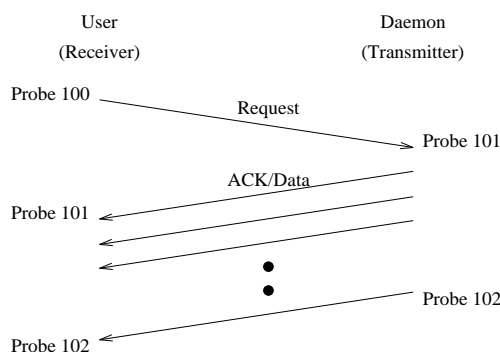 User
(Receiver)
Daemon
(Transmitter)
Probe 100
Request
Probe 101
ACK/Data
Probe 101
Probe 102
Probe 102